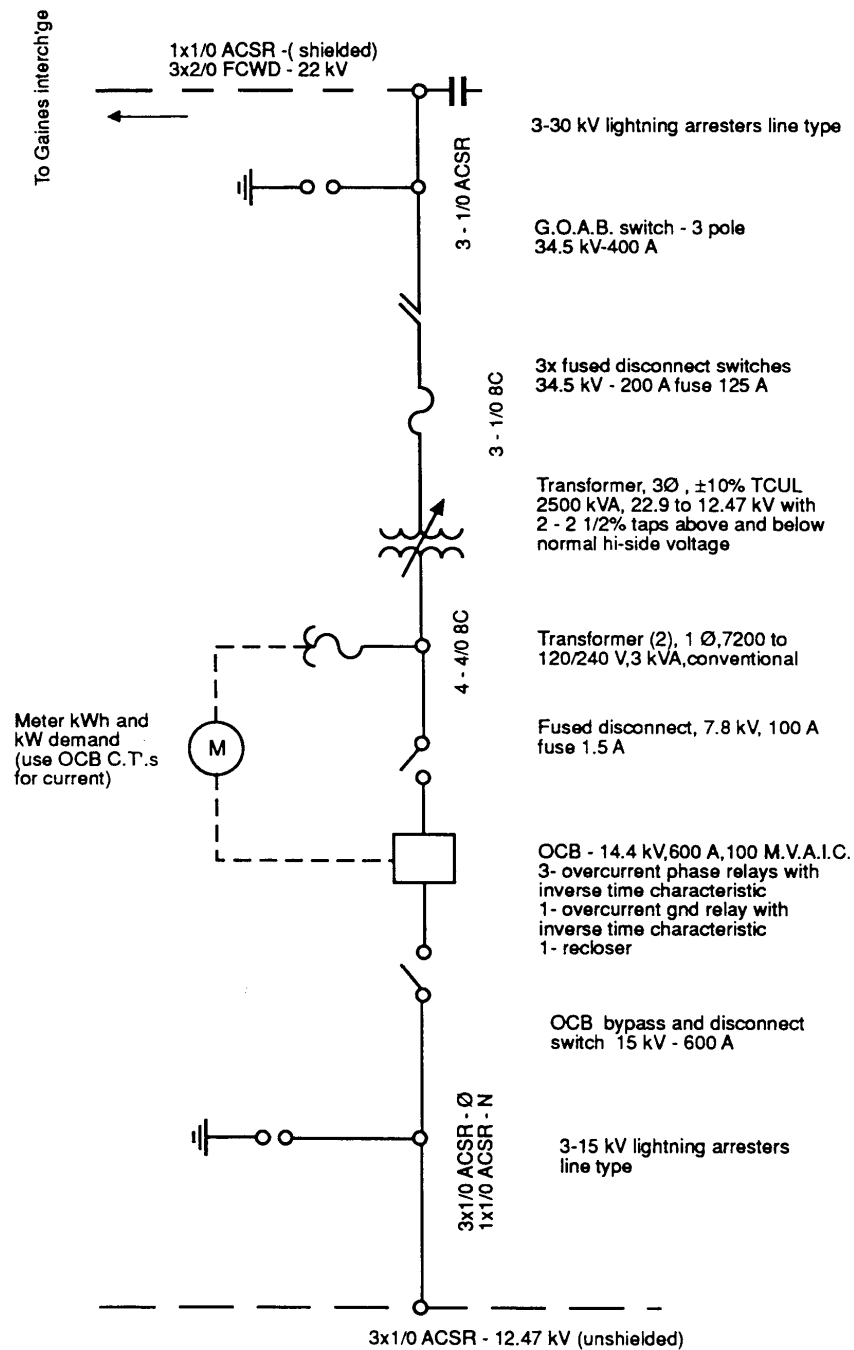 To Gaines interch'ge
1x1/0 ACSR -( shielded)
3x2/0 FCWD - 22 kV
3-30 kV lightning arresters line type
3 - 1/0 ACSR
G.O.A.B. switch - 3 pole
34.5 kV-400 A
3x fused disconnect switches
34.5 kV - 200 A fuse 125 A
3 - 1/0 8C
Transformer, 3Ø , ±10% TCUL
2500 kVA, 22.9 to 12.47 kV with
2 - 2 1/2% taps above and below
normal hi-side voltage
4 - 4/0 8C
Transformer (2), 1 Ø,7200 to
120/240 V,3 kVA,conventional
Meter kWh and
kW demand
(use OCB C.T'.s
for current)
M
Fused disconnect, 7.8 kV, 100 A
fuse 1.5 A
OCB - 14.4 kV,600 A,100 M.V.A.I.C.
3- overcurrent phase relays with
inverse time characteristic
1- overcurrent gnd relay with
inverse time characteristic
1- recloser
OCB bypass and disconnect
switch 15 kV - 600 A
3x1/0 ACSR - Ø
1x1/0 ACSR - N
3-15 kV lightning arresters
line type
3x1/0 ACSR - 12.47 kV (unshielded)